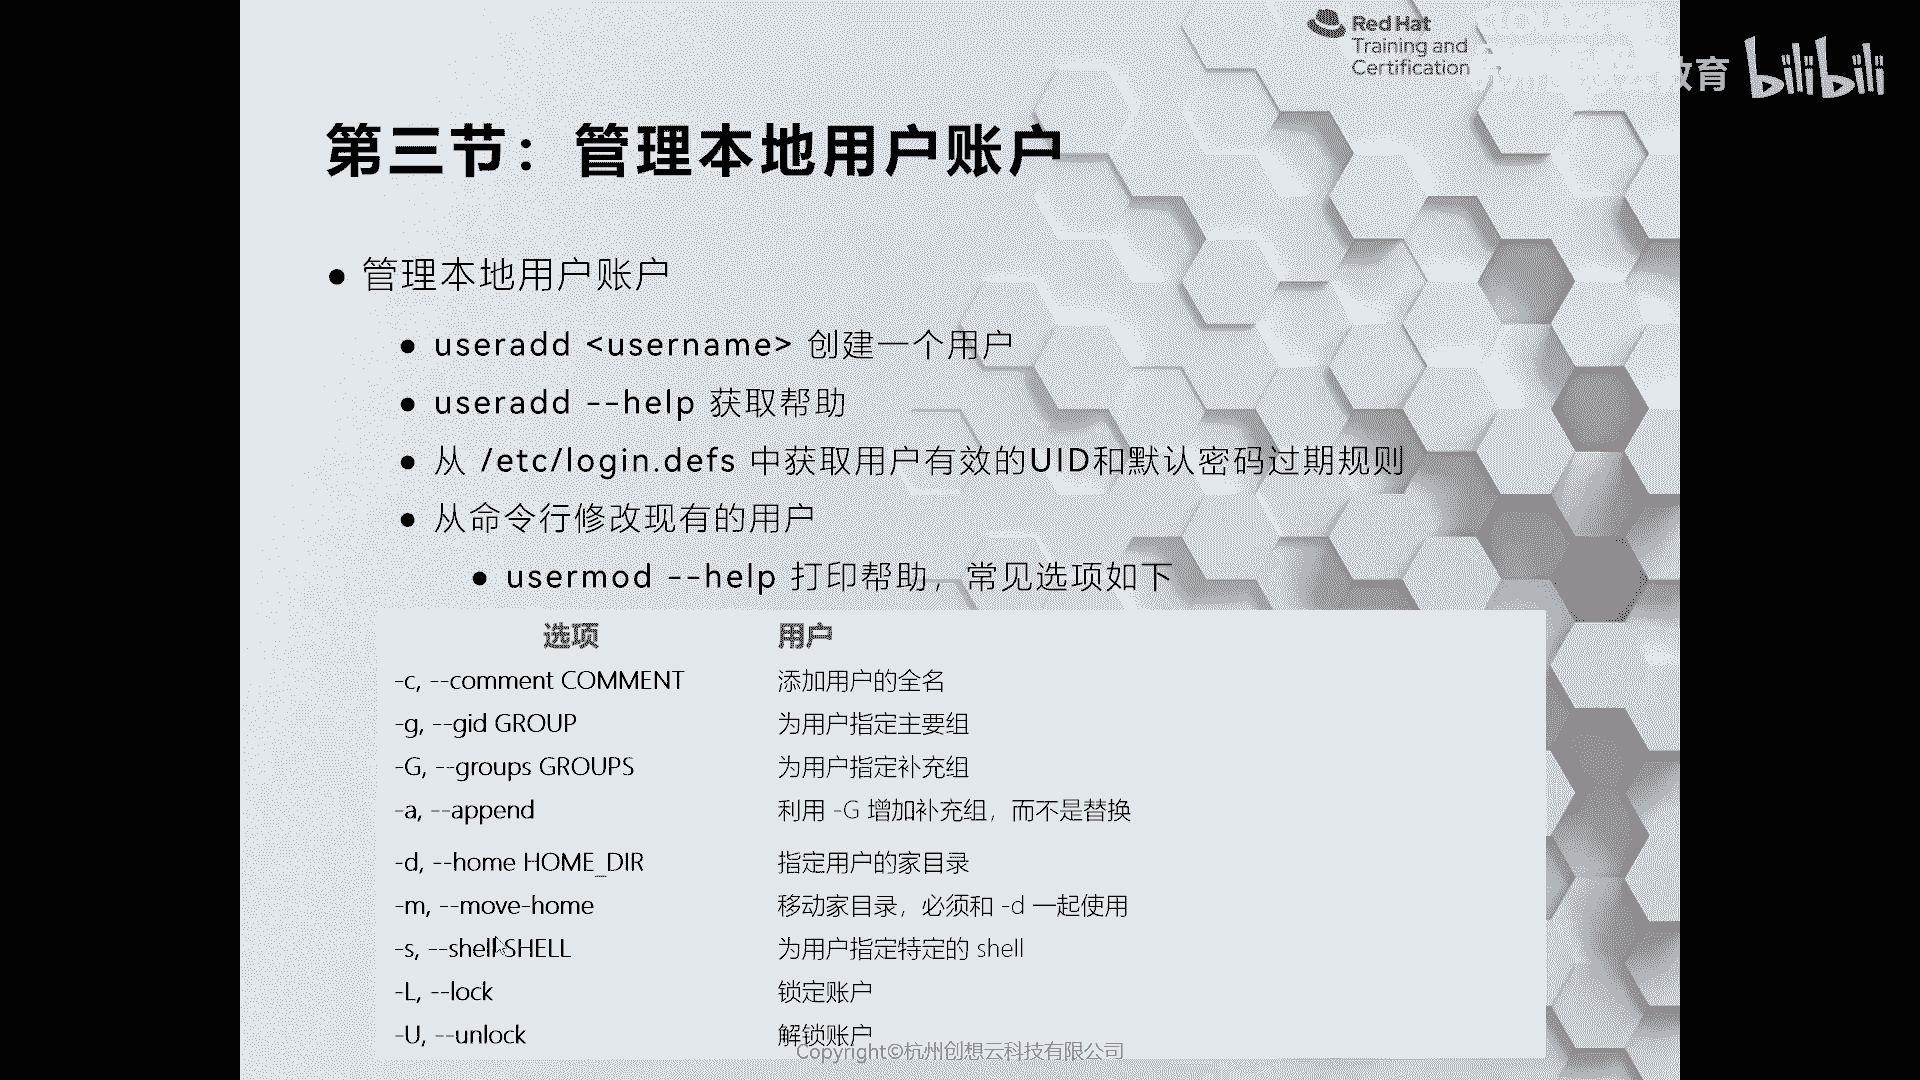 Red Hat
Training and
Certification
教育 bilibili
第三节：管理本地用户账户
● 管理本地用户账户
● useradd <username> 创建一个用户
● useradd --help 获取帮助
● 从 /etc/login.defs 中获取用户有效的UID和默认密码过期规则
● 从命令行修改现有的用户
● usermod --help 打印帮助，常见选项如下
选项 用户
-c, --comment COMMENT 添加用户的全名
-g, --gid GROUP 为用户指定主要组
-G, --groups GROUPS 为用户指定补充组
-a, --append 利用 -G 增加补充组，而不是替换
-d, --home HOME_DIR 指定用户的家目录
-m, --move-home 移动家目录，必须和 -d 一起使用
-s, --shell SHELL 为用户指定特定的 shell
-L, --lock 锁定账户
-U, --unlock 解锁账户
Copyright©杭州创想云科技有限公司